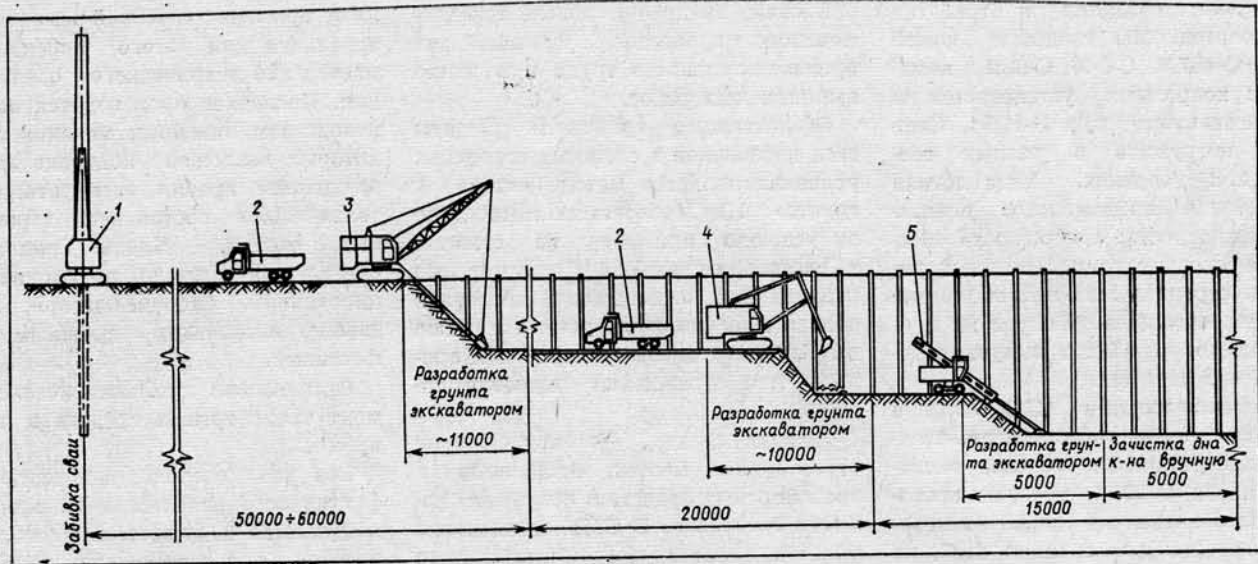 1
2
3
2
4
5
Забивка сваи
Разработка
грунта
экскаватором
~11000
Разработка грунта
экскаватором
~10000
Разработка грун-
та экскаватором
5000
Зачистка дна
к-на вручную
5000
50000÷60000
20000
15000